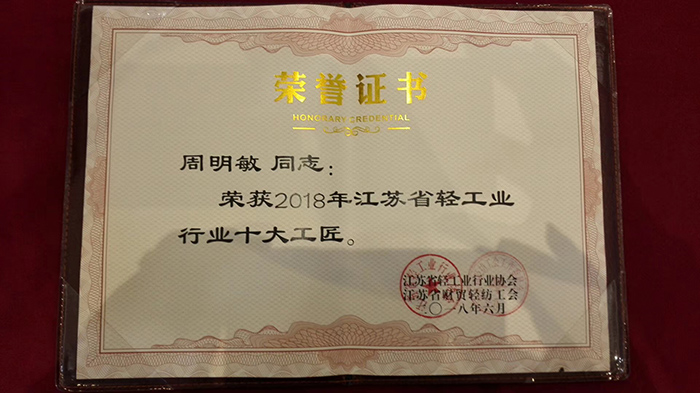 荣誉证书
HONORARY CREDENTIAL
周明敏 同志:
荣获2018年江苏省轻工业
行业十大工匠。
江苏省轻工业行业协会
江苏省财贸轻纺工会
二〇一八年六月